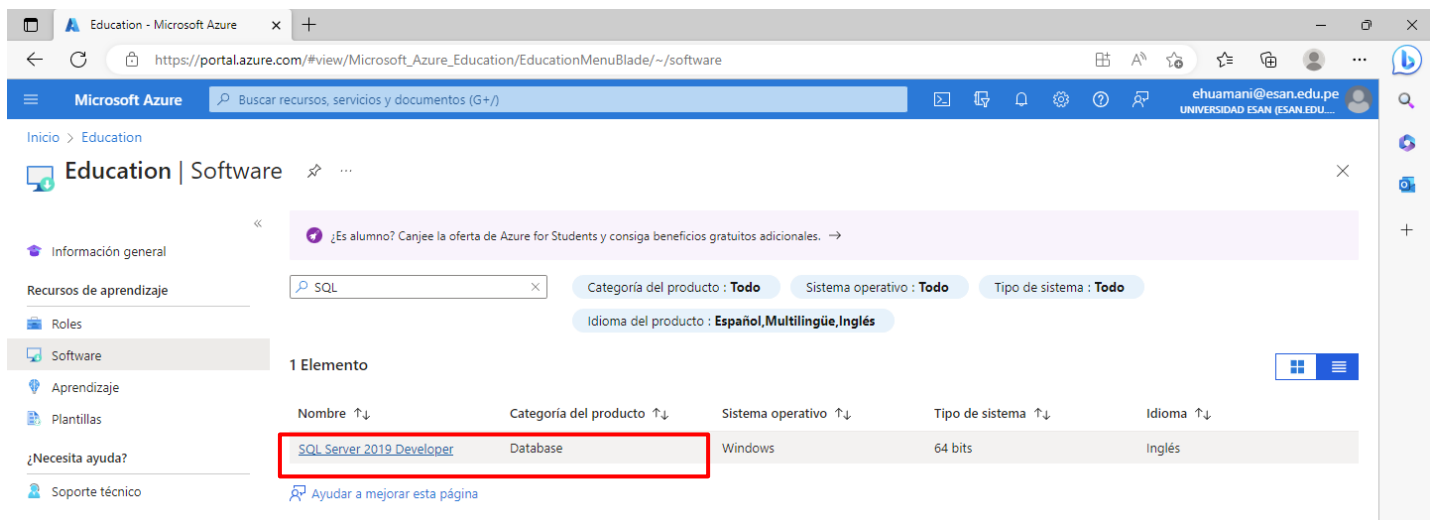 Education - Microsoft Azure
https://portal.azure.com/#view/Microsoft_Azure_Education/EducationMenuBlade/~/software
Microsoft Azure
Buscar recursos, servicios y documentos (G+/)
ehuamani@esan.edu.pe
UNIVERSIDAD ESAN (ESAN.EDU....
Inicio > Education
Education | Software
¿Es alumno? Canjee la oferta de Azure for Students y consiga beneficios gratuitos adicionales. →
Información general
Recursos de aprendizaje
Roles
Software
Aprendizaje
Plantillas
¿Necesita ayuda?
Soporte técnico
SQL
Categoría del producto : Todo
Sistema operativo : Todo
Tipo de sistema : Todo
Idioma del producto : Español,Multilingüe,Inglés
1 Elemento
Nombre ↑↓ Categoría del producto ↑↓ Sistema operativo ↑↓ Tipo de sistema ↑↓ Idioma ↑↓
SQL Server 2019 Developer Database Windows 64 bits Inglés
Ayudar a mejorar esta página